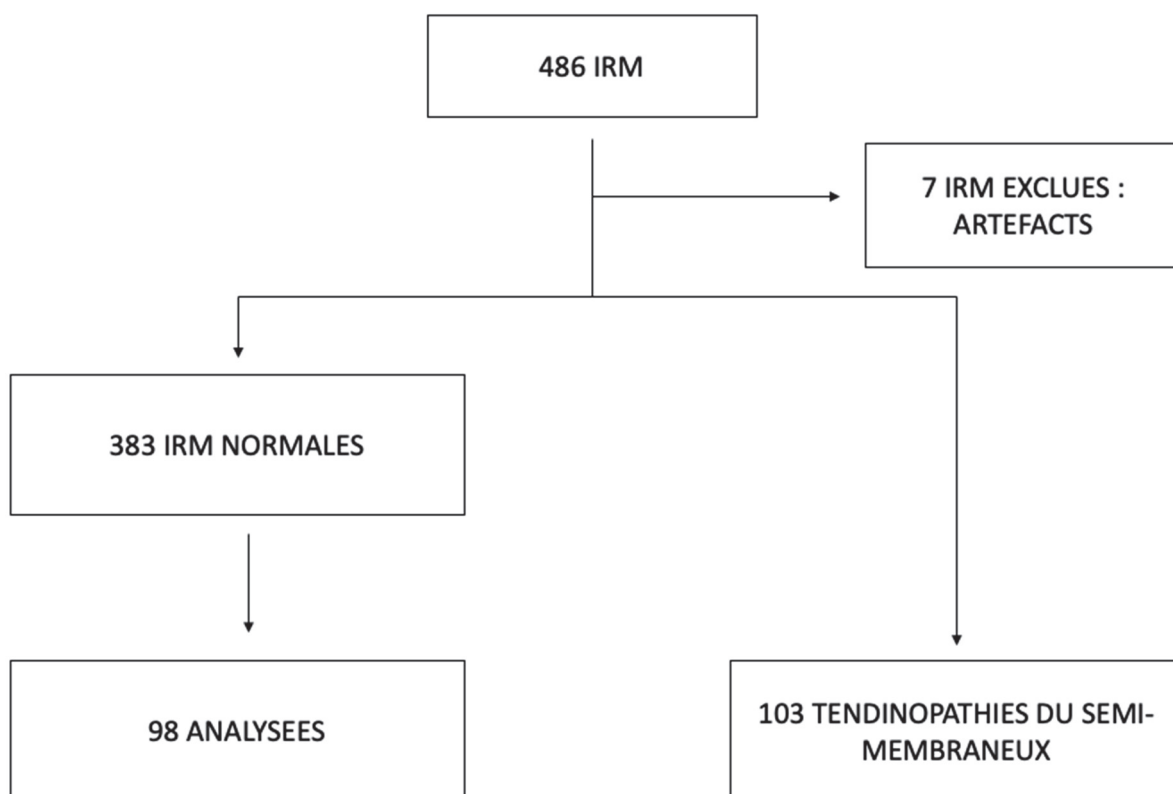 486 IRM
7 IRM EXCLUES :
ARTEFACTS
383 IRM NORMALES
98 ANALYSEES
103 TENDINOPATHIES DU SEMI-
MEMBRANEUX